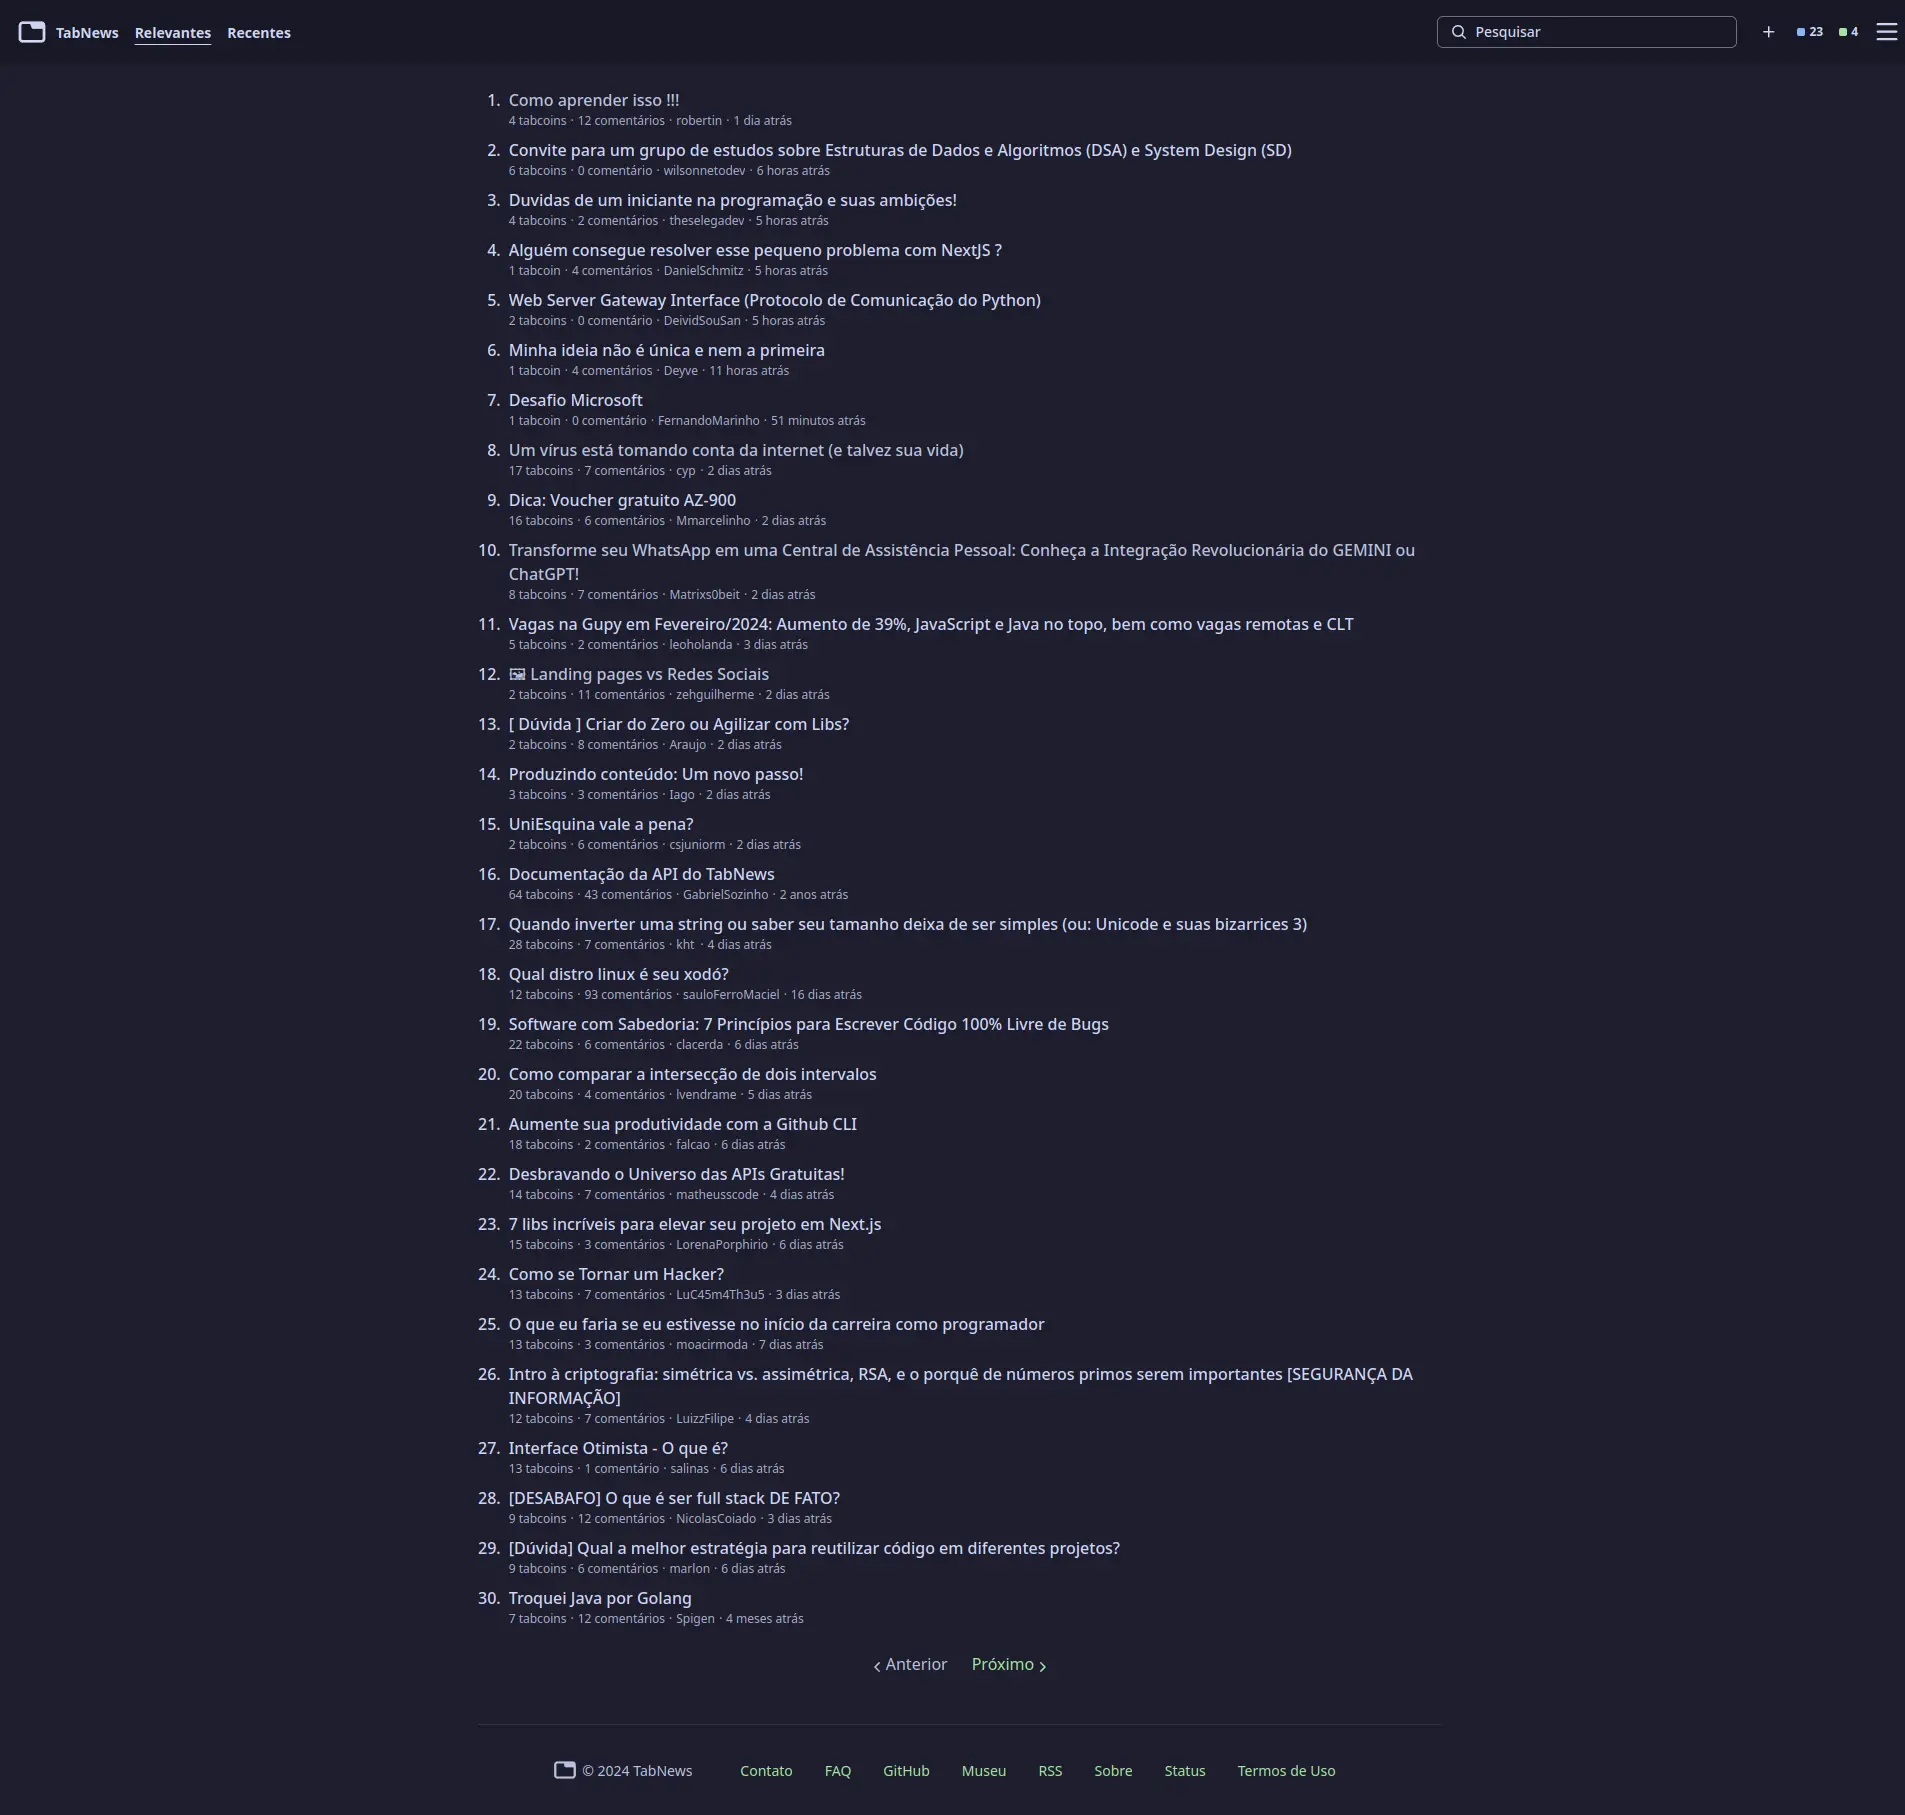 TabNews Relevantes Recentes Pesquisar 23 4
1. Como aprender isso !!!
4 tabcoins · 12 comentários · robertin · 1 dia atrás
2. Convite para um grupo de estudos sobre Estruturas de Dados e Algoritmos (DSA) e System Design (SD)
6 tabcoins · 0 comentário · wilsonnetodev · 6 horas atrás
3. Duvidas de um iniciante na programação e suas ambições!
4 tabcoins · 2 comentários · theselegadev · 5 horas atrás
4. Alguém consegue resolver esse pequeno problema com NextJS ?
1 tabcoin · 4 comentários · DanielSchmitz · 5 horas atrás
5. Web Server Gateway Interface (Protocolo de Comunicação do Python)
2 tabcoins · 0 comentário · DeividSouSan · 5 horas atrás
6. Minha ideia não é única e nem a primeira
1 tabcoin · 4 comentários · Deyve · 11 horas atrás
7. Desafio Microsoft
1 tabcoin · 0 comentário · FernandoMarinho · 51 minutos atrás
8. Um vírus está tomando conta da internet (e talvez sua vida)
17 tabcoins · 7 comentários · cyp · 2 dias atrás
9. Dica: Voucher gratuito AZ-900
16 tabcoins · 6 comentários · Mmarcelinho · 2 dias atrás
10. Transforme seu WhatsApp em uma Central de Assistência Pessoal: Conheça a Integração Revolucionária do GEMINI ou
ChatGPT!
8 tabcoins · 7 comentários · Matrixs0beit · 2 dias atrás
11. Vagas na Gupy em Fevereiro/2024: Aumento de 39%, JavaScript e Java no topo, bem como vagas remotas e CLT
5 tabcoins · 2 comentários · leoholanda · 3 dias atrás
12. 🖼 Landing pages vs Redes Sociais
2 tabcoins · 11 comentários · zehguilherme · 2 dias atrás
13. [ Dúvida ] Criar do Zero ou Agilizar com Libs?
2 tabcoins · 8 comentários · Araujo · 2 dias atrás
14. Produzindo conteúdo: Um novo passo!
3 tabcoins · 3 comentários · Iago · 2 dias atrás
15. UniEsquina vale a pena?
2 tabcoins · 6 comentários · csjuniorm · 2 dias atrás
16. Documentação da API do TabNews
64 tabcoins · 43 comentários · GabrielSozinho · 2 anos atrás
17. Quando inverter uma string ou saber seu tamanho deixa de ser simples (ou: Unicode e suas bizarrices 3)
28 tabcoins · 7 comentários · kht · 4 dias atrás
18. Qual distro linux é seu xodó?
12 tabcoins · 93 comentários · sauloFerroMaciel · 16 dias atrás
19. Software com Sabedoria: 7 Princípios para Escrever Código 100% Livre de Bugs
22 tabcoins · 6 comentários · clacerda · 6 dias atrás
20. Como comparar a intersecção de dois intervalos
20 tabcoins · 4 comentários · lvendrame · 5 dias atrás
21. Aumente sua produtividade com a Github CLI
18 tabcoins · 2 comentários · falcao · 6 dias atrás
22. Desbravando o Universo das APIs Gratuitas!
14 tabcoins · 7 comentários · matheusscode · 4 dias atrás
23. 7 libs incríveis para elevar seu projeto em Next.js
15 tabcoins · 3 comentários · LorenaPorphirio · 6 dias atrás
24. Como se Tornar um Hacker?
13 tabcoins · 7 comentários · LuC45m4Th3u5 · 3 dias atrás
25. O que eu faria se eu estivesse no início da carreira como programador
13 tabcoins · 3 comentários · moacirmoda · 7 dias atrás
26. Intro à criptografia: simétrica vs. assimétrica, RSA, e o porquê de números primos serem importantes [SEGURANÇA DA
INFORMAÇÃO]
12 tabcoins · 7 comentários · LuizzFilipe · 4 dias atrás
27. Interface Otimista - O que é?
13 tabcoins · 1 comentário · salinas · 6 dias atrás
28. [DESABAFO] O que é ser full stack DE FATO?
9 tabcoins · 12 comentários · NicolasCoiado · 3 dias atrás
29. [Dúvida] Qual a melhor estratégia para reutilizar código em diferentes projetos?
9 tabcoins · 6 comentários · marlon · 6 dias atrás
30. Troquei Java por Golang
7 tabcoins · 12 comentários · Spigen · 4 meses atrás
Anterior Próximo
© 2024 TabNews Contato FAQ GitHub Museu RSS Sobre Status Termos de Uso